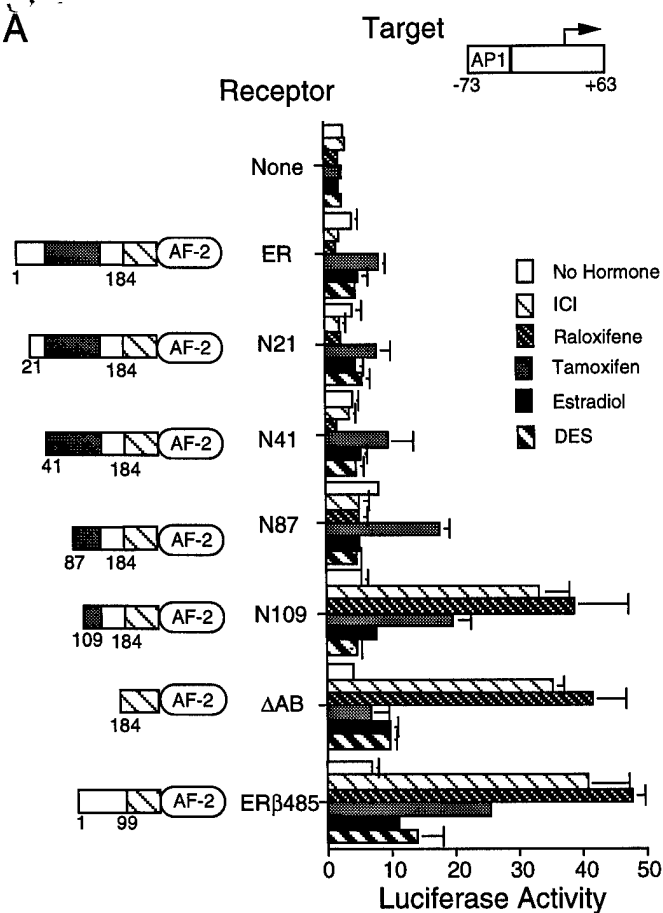 A
Target
AP1
-73
+63
Receptor
None
AF-2
1
184
ER
AF-2
21
184
N21
AF-2
41
184
N41
AF-2
87
184
N87
AF-2
109
184
N109
AF-2
184
ΔAB
AF-2
1
99
ERβ485
No Hormone
ICI
Raloxifene
Tamoxifen
Estradiol
DES
0
10
20
30
40
50
Luciferase Activity